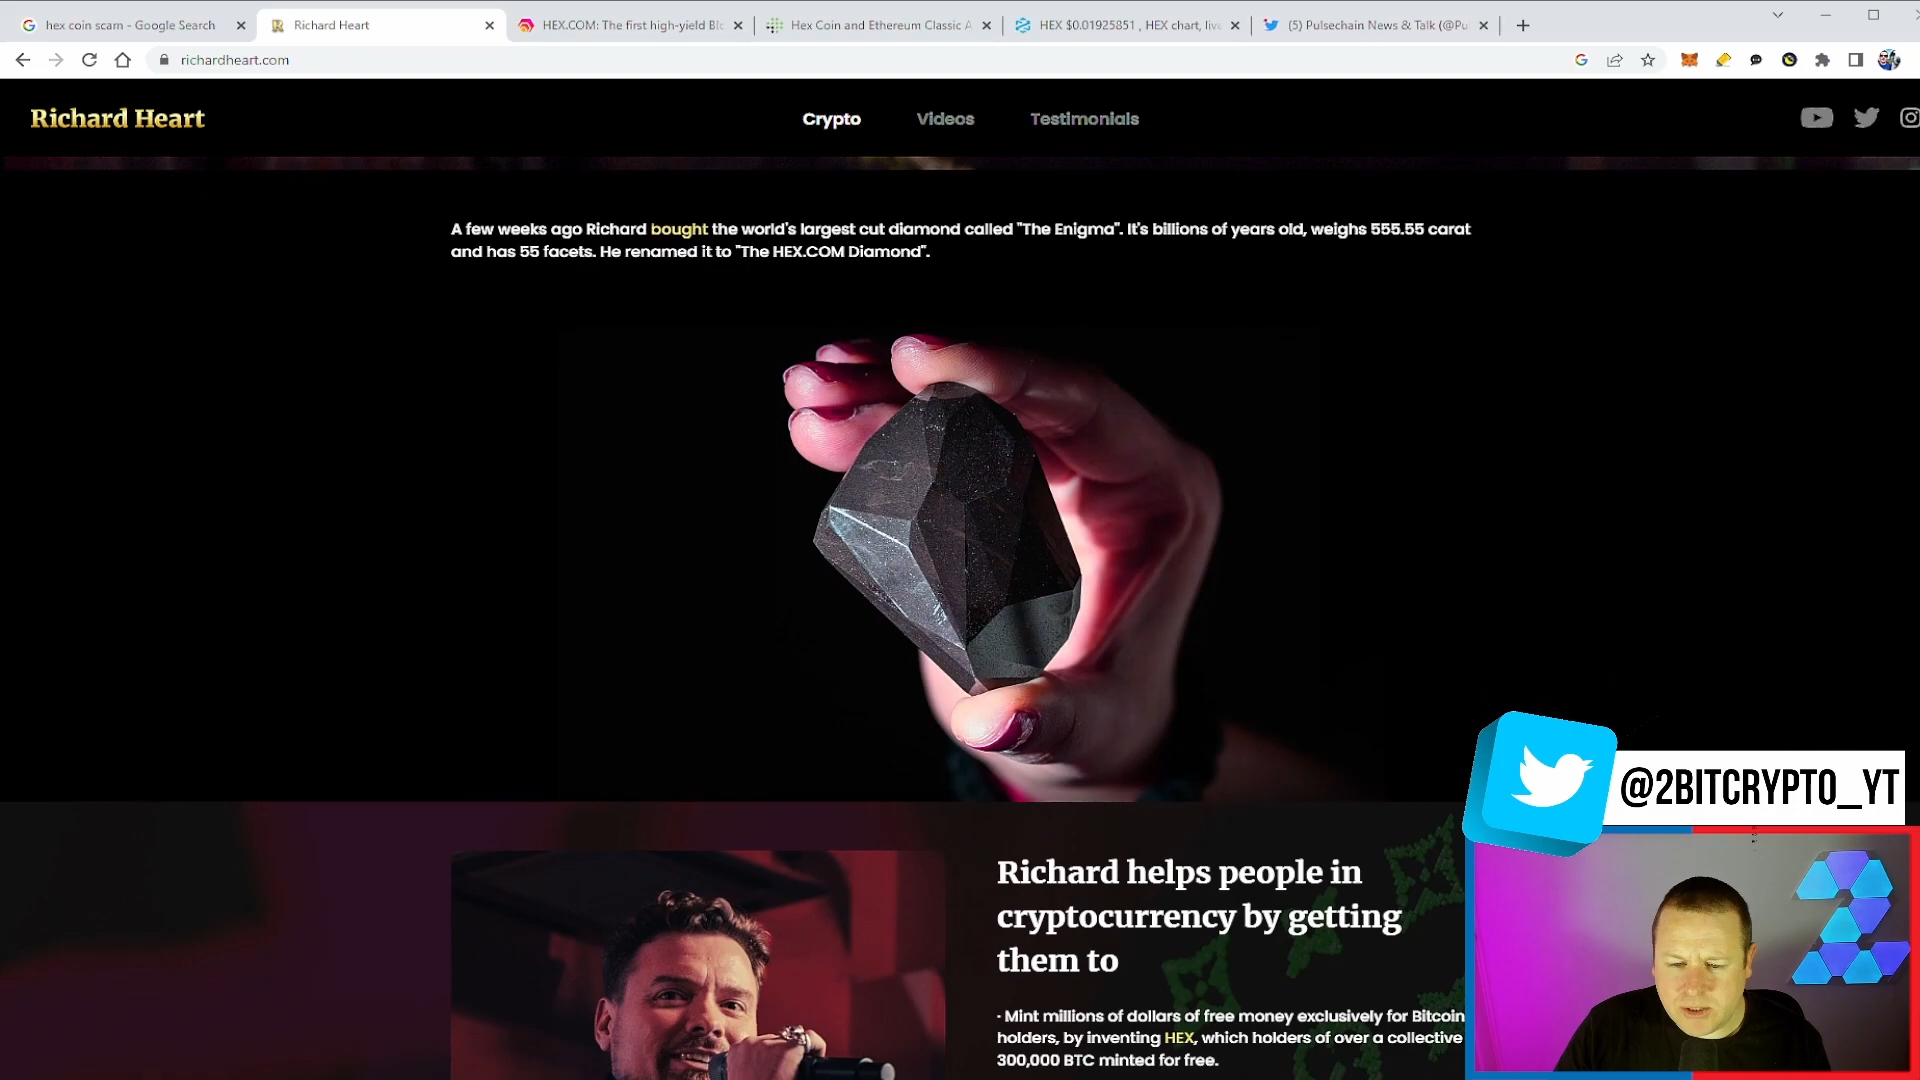 hex coin scam - Google Search
Richard Heart
HEX.COM: The first high-yield Blo
Hex Coin and Ethereum Classic A
HEX $0.01925851 , HEX chart, live
(5) Pulsechain News & Talk (@Pu
richardheart.com
Richard Heart
Crypto
Videos
Testimonials
A few weeks ago Richard bought the world's largest cut diamond called "The Enigma". It's billions of years old, weighs 555.55 carat
and has 55 facets. He renamed it to "The HEX.COM Diamond".
@2BITCRYPTO_YT
Richard helps people in
cryptocurrency by getting
them to
· Mint millions of dollars of free money exclusively for Bitcoin
holders, by inventing HEX, which holders of over a collective
300,000 BTC minted for free.